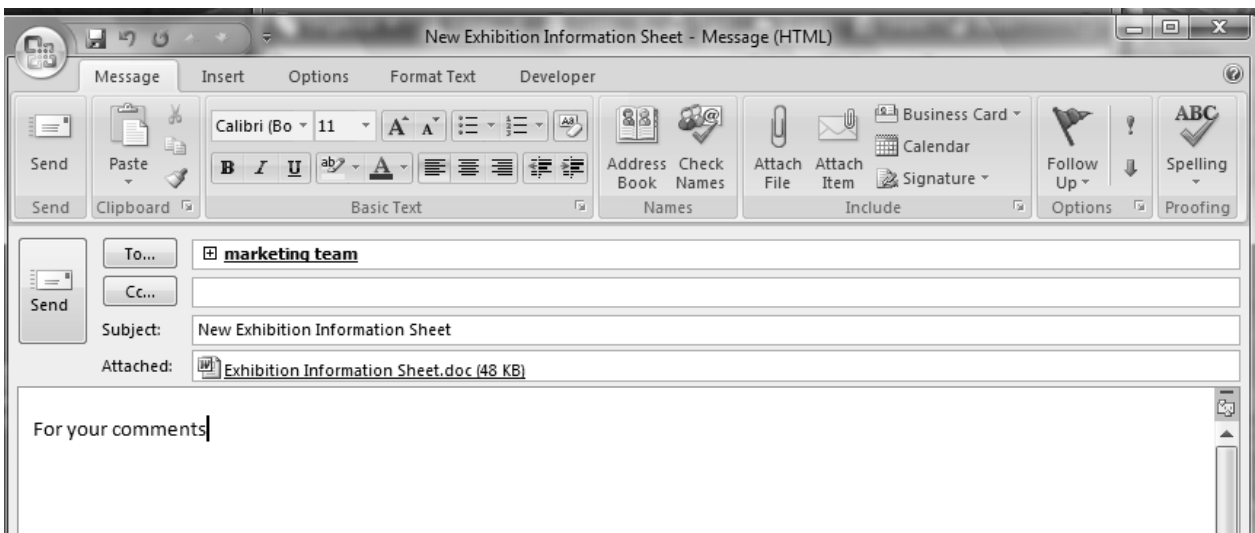 New Exhibition Information Sheet - Message (HTML)
Message Insert Options Format Text Developer
Send Paste Calibri (Bo 11 Address Book Check Names Attach File Attach Item Business Card Calendar Signature Follow Up ABC Spelling
B I U ab A
Send Clipboard Basic Text Names Include Options Proofing
To... marketing team
Send Cc...
Subject: New Exhibition Information Sheet
Attached: Exhibition Information Sheet.doc (48 KB)
For your comments